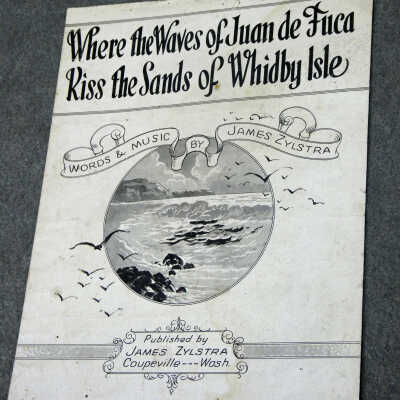 Where the Waves of Juan de Fuca
Kiss the Sands of Whidby Isle
WORDS & MUSIC BY JAMES ZYLSTRA
Published by
JAMES ZYLSTRA
Coupeville --- Wash.